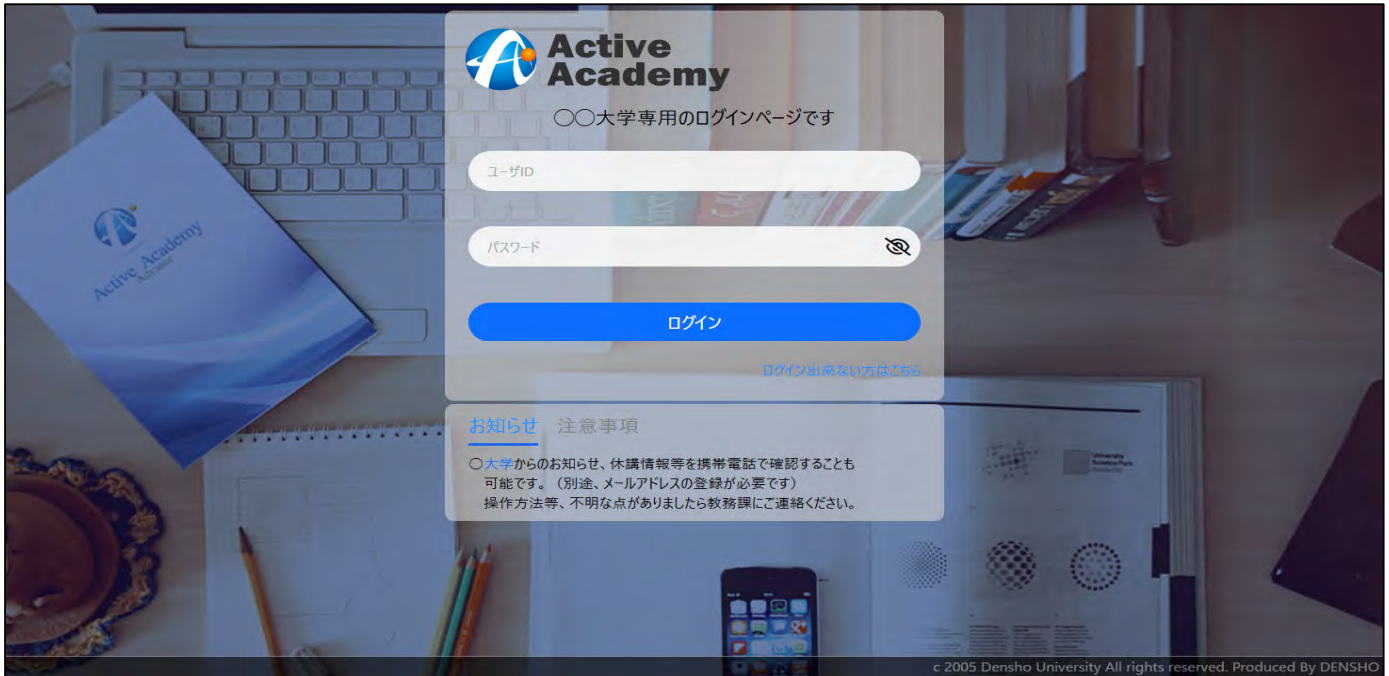 Active
Academy
○○大学専用のログインページです
ユーザID
パスワード
ログイン
ログイン出来ない方はこちら
お知らせ 注意事項
○大学からのお知らせ、休講情報等を携帯電話で確認することも
可能です。（別途、メールアドレスの登録が必要です）
操作方法等、不明な点がありましたら教務課にご連絡ください。
Active Academy
Advance
University
Science Park
c 2005 Densho University All rights reserved. Produced By DENSHO